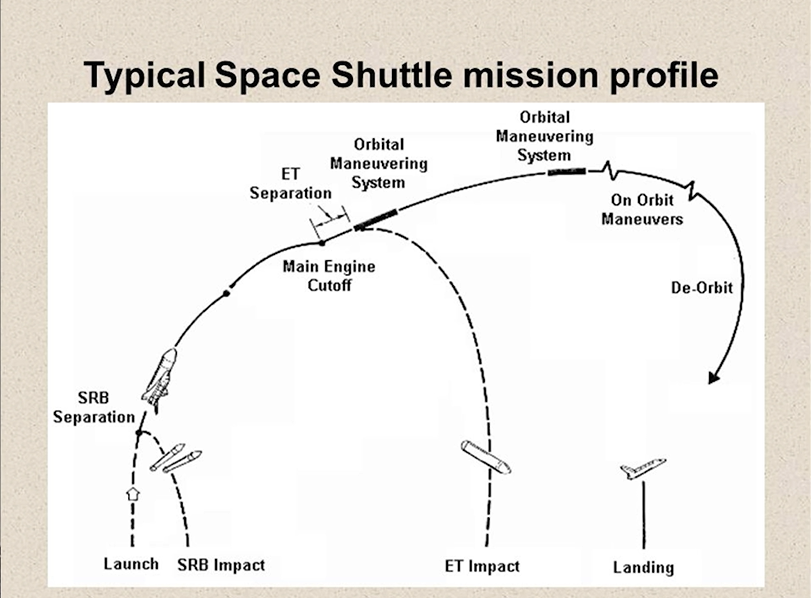 Typical Space Shuttle mission profile
Orbital
Maneuvering
System
Orbital
Maneuvering
System
ET
Separation
On Orbit
Maneuvers
Main Engine
Cutoff
De-Orbit
SRB
Separation
Launch
SRB Impact
ET Impact
Landing